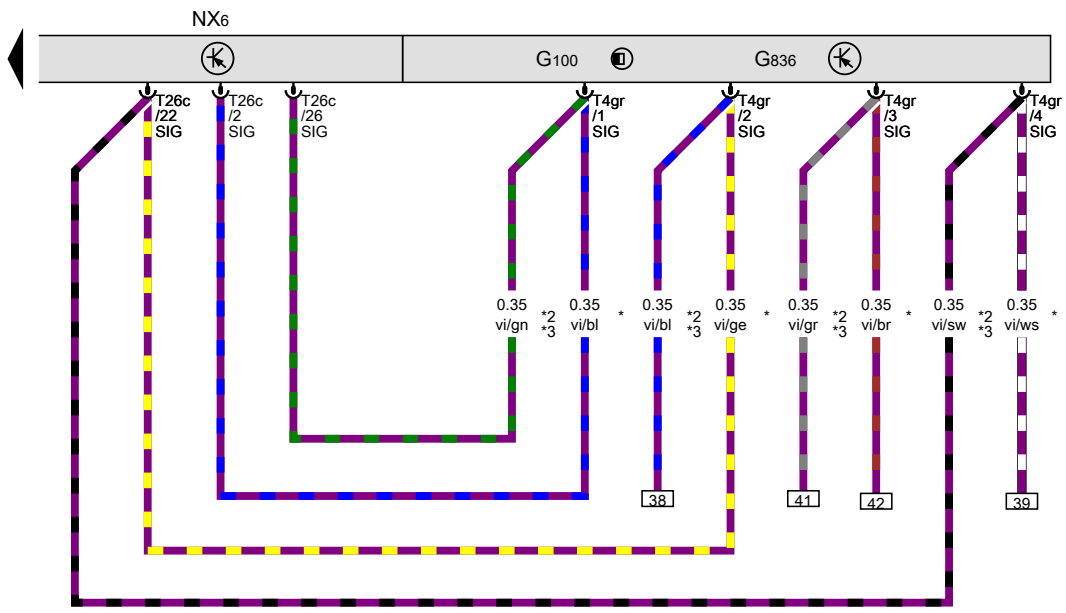 NX6
G100
G836
T26c
/22
SIG
T26c
/2
SIG
T26c
/26
SIG
T4gr
/1
SIG
T4gr
/2
SIG
T4gr
/3
SIG
T4gr
/4
SIG
0.35
vi/gn
*2
*3
0.35
vi/bl
*
0.35
vi/bl
*2
*3
0.35
vi/ge
*
0.35
vi/gr
*2
*3
0.35
vi/br
*
0.35
vi/sw
*2
*3
0.35
vi/ws
*
38
41
42
39